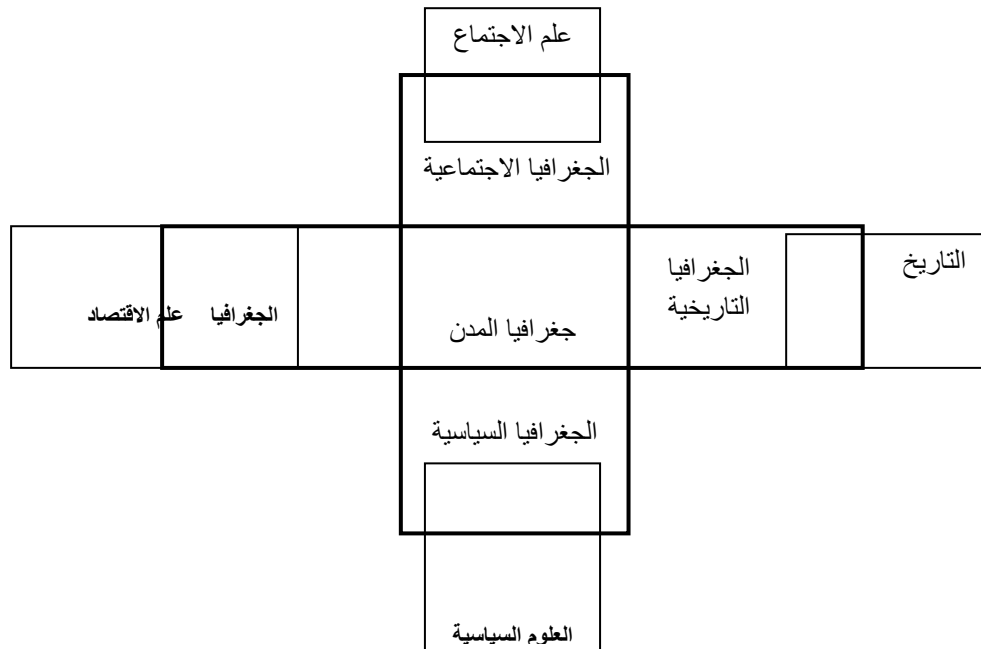 علم الاجتماع
الجغرافيا الاجتماعية
التاريخ
الجغرافيا
التاريخية
جغرافيا المدن
الجغرافيا
علم الاقتصاد
الجغرافيا السياسية
العلوم السياسية